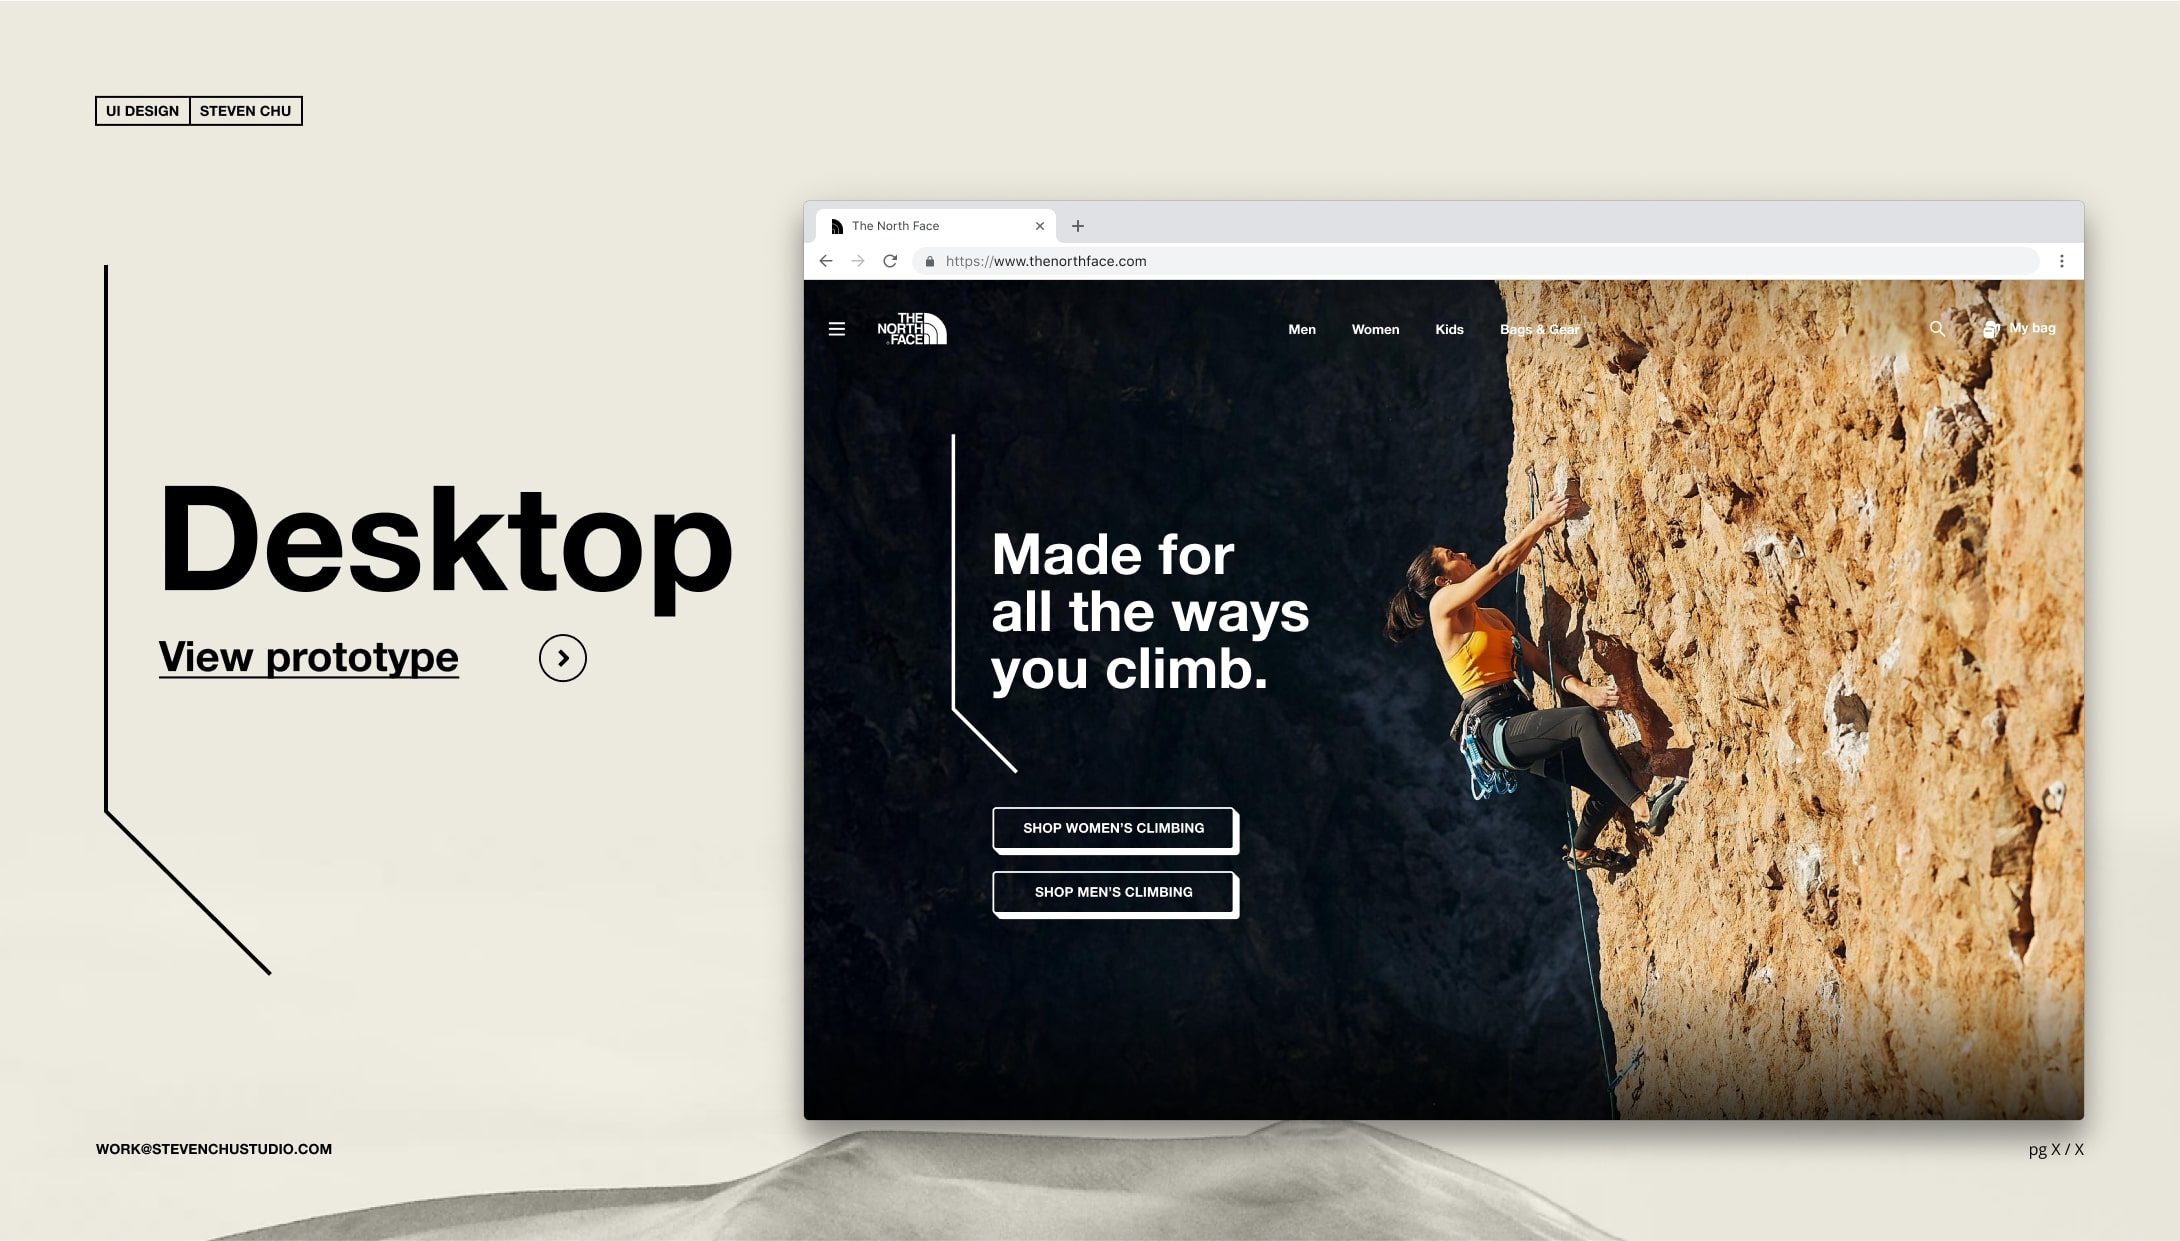 UI DESIGN STEVEN CHU
Desktop
View prototype
The North Face
https://www.thenorthface.com
THE
NORTH
FACE
Men Women Kids Bags & Gear My bag
Made for
all the ways
you climb.
SHOP WOMEN'S CLIMBING
SHOP MEN'S CLIMBING
WORK@STEVENCHUSTUDIO.COM
pg X / X